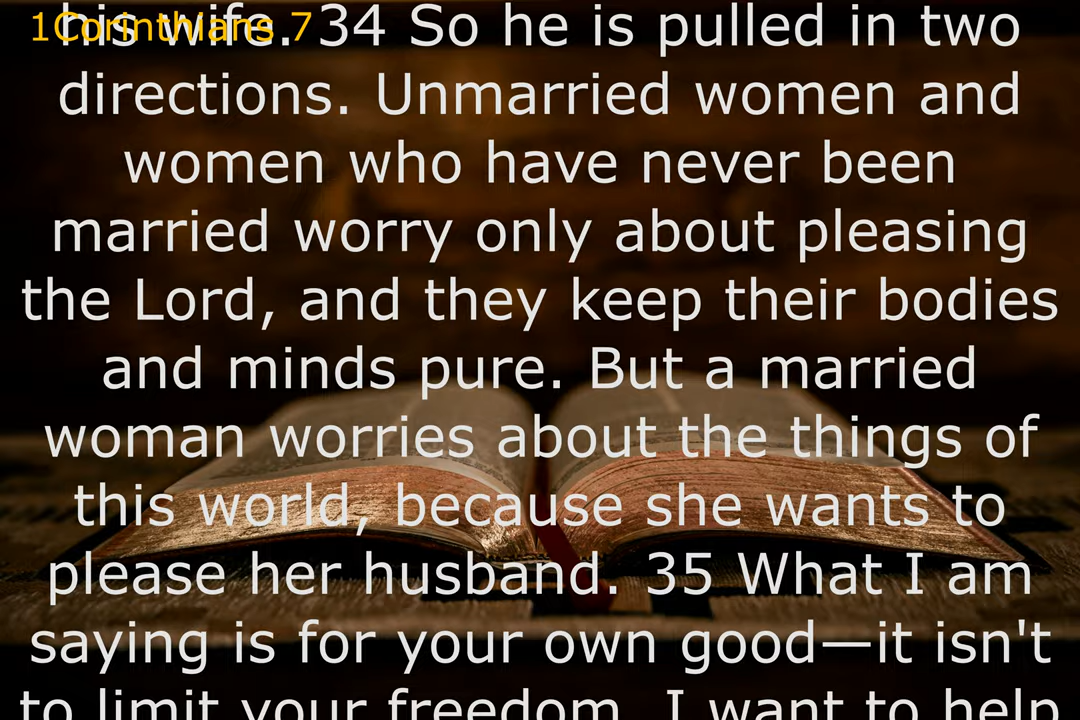 1Corinthians 7
his wife. 34 So he is pulled in two
directions. Unmarried women and
women who have never been
married worry only about pleasing
the Lord, and they keep their bodies
and minds pure. But a married
woman worries about the things of
this world, because she wants to
please her husband. 35 What I am
saying is for your own good—it isn't
to limit your freedom. I want to help